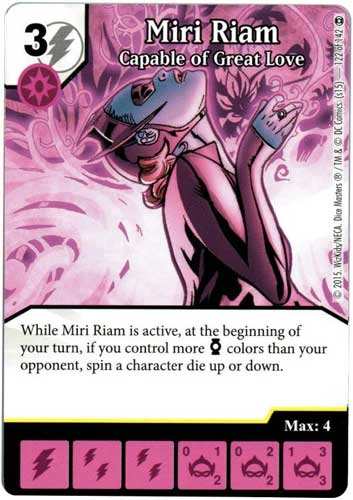 3
Miri Riam
Capable of Great Love
122 of 142
© 2015. WizKids/NECA. Dice Masters ® / TM & © DC Comics. (s15)
While Miri Riam is active, at the beginning of
your turn, if you control more colors than your
opponent, spin a character die up or down.
Max: 4
0 1 2
0 2 2
1 3 3